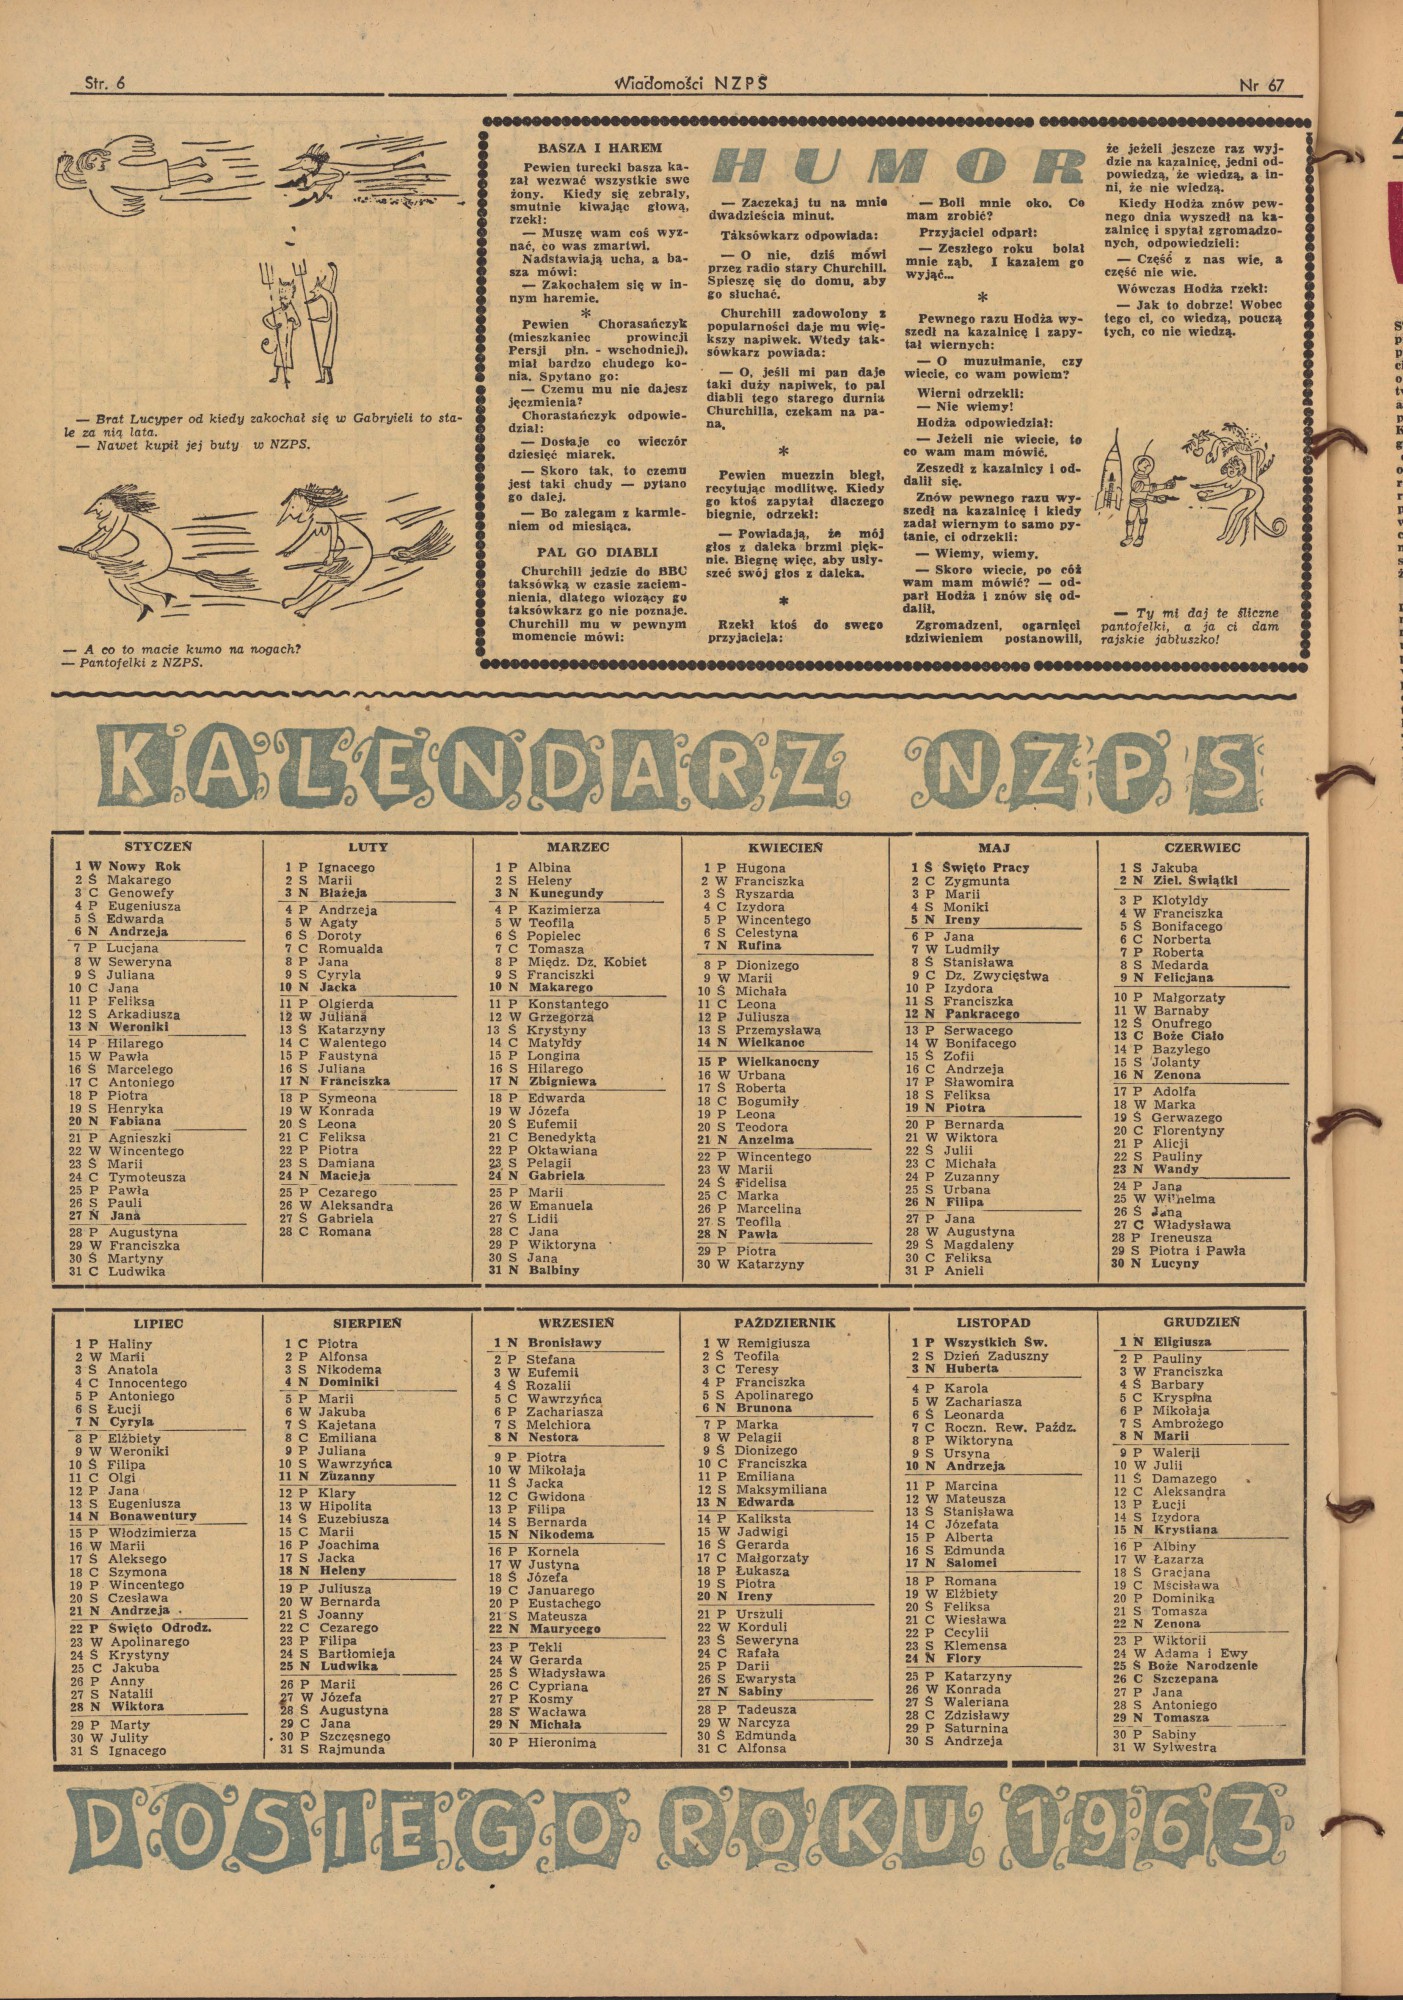 Str. 6
Wiadomości NZPS
Nr 67
— Brat Lucyper od kiedy zakochał się w Gabryieli to sta-
le za nią lata.
— Nawet kupił jej buty w NZPS.
— A co to macie kumo na nogach?
— Pantofelki z NZPS.
HUMOR
BASZA I HAREM
Pewien turecki basza ka-
zał wezwać wszystkie swe
żony. Kiedy się zebrały,
smutnie kiwając głową,
rzekł:
— Muszę wam coś wyz-
nać, co was zmartwi.
Nadstawiają ucha, a ba-
sza mówi:
— Zakochałem się w in-
nym haremie.
*
Pewien Chorasańczyk
(mieszkaniec prowincji
Persji płn. - wschodniej),
miał bardzo chudego ko-
nia. Spytano go:
— Czemu mu nie dajesz
jęczmienia?
Chorastańczyk odpowie-
dział:
— Dostaje co wieczór
dziesięć miarek.
— Skoro tak, to czemu
jest taki chudy — pytano
go dalej.
— Bo zalegam z karmie-
niem od miesiąca.
PAL GO DIABLI
Churchill jedzie do BBC
taksówką w czasie zaciem-
nienia, dlatego wiozący go
taksówkarz go nie poznaje.
Churchill mu w pewnym
momencie mówi:
— Zaczekaj tu na mnie
dwadzieścia minut.
Taksówkarz odpowiada:
— O nie, dziś mówi
przez radio stary Churchill.
Spieszę się do domu, aby
go słuchać.
Churchill zadowolony z
popularności daje mu wię-
kszy napiwek. Wtedy tak-
sówkarz powiada:
— O, jeśli mi pan daje
taki duży napiwek, to pal
diabli tego starego durnia
Churchilla, czekam na pa-
na.
*
Pewien muezzin biegł,
recytując modlitwę. Kiedy
go ktoś zapytał dlaczego
biegnie, odrzekł:
— Powiadają, że mój
głos z daleka brzmi pięk-
nie. Biegnę więc, aby usły-
szeć swój głos z daleka.
*
Rzekł ktoś do swego
przyjaciela:
— Boli mnie oko. Co
mam zrobić?
Przyjaciel odparł:
— Zeszłego roku bolał
mnie ząb. I kazałem go
wyjąć...
*
Pewnego razu Hodża wy-
szedł na kazalnicę i zapy-
tał wiernych:
— O muzułmanie, czy
wiecie, co wam powiem?
Wierni odrzekli:
— Nie wiemy!
Hodża odpowiedział:
— Jeżeli nie wiecie, to
co wam mam mówić.
Zeszedł z kazalnicy i od-
dalił się.
Znów pewnego razu wy-
szedł na kazalnicę i kiedy
zadał wiernym to samo py-
tanie, ci odrzekli:
— Wiemy, wiemy.
— Skoro wiecie, po cóż
wam mam mówić? — od-
parł Hodża i znów się od-
dalił.
Zgromadzeni, ogarnięci
zdziwieniem postanowili,
że jeżeli jeszcze raz wyj-
dzie na kazalnicę, jedni od-
powiedzą, że wiedzą, a in-
ni, że nie wiedzą.
Kiedy Hodża znów pew-
nego dnia wyszedł na ka-
zalnicę i spytał zgromadzo-
nych, odpowiedzieli:
— Część z nas wie, a
część nie wie.
Wówczas Hodża rzekł:
— Jak to dobrze! Wobec
tego ci, co wiedzą, pouczą
tych, co nie wiedzą.
— Ty mi daj te śliczne
pantofelki, a ja ci dam
rajskie jabłuszko!
KALENDARZ NZPS
STYCZEŃ
1 W Nowy Rok
2 Ś Makarego
3 C Genowefy
4 P Eugeniusza
5 Ś Edwarda
6 N Andrzeja
7 P Lucjana
8 W Seweryna
9 Ś Juliana
10 C Jana
11 P Feliksa
12 S Arkadiusza
13 N Weroniki
14 P Hilarego
15 W Pawła
16 Ś Marcelego
17 C Antoniego
18 P Piotra
19 S Henryka
20 N Fabiana
21 P Agnieszki
22 W Wincentego
23 Ś Marii
24 C Tymoteusza
25 P Pawła
26 S Pauli
27 N Jana
28 P Augustyna
29 W Franciszka
30 Ś Martyny
31 C Ludwika
LUTY
1 P Ignacego
2 S Marii
3 N Błażeja
4 P Andrzeja
5 W Agaty
6 Ś Doroty
7 C Romualda
8 P Jana
9 S Cyryla
10 N Jacka
11 P Olgierda
12 W Juliana
13 Ś Katarzyny
14 C Walentego
15 P Faustyna
16 S Juliana
17 N Franciszka
18 P Symeona
19 W Konrada
20 Ś Leona
21 C Feliksa
22 P Piotra
23 S Damiana
24 N Macieja
25 P Cezarego
26 W Aleksandra
27 Ś Gabriela
28 C Romana
MARZEC
1 P Albina
2 S Heleny
3 N Kunegundy
4 P Kazimierza
5 W Teofila
6 Ś Popielec
7 C Tomasza
8 P Międz. Dz. Kobiet
9 S Franciszki
10 N Makarego
11 P Konstantego
12 W Grzegorza
13 Ś Krystyny
14 C Matyldy
15 P Longina
16 S Hilarego
17 N Zbigniewa
18 P Edwarda
19 W Józefa
20 Ś Eufemii
21 C Benedykta
22 P Oktawiana
23 S Pelagii
24 N Gabriela
25 P Marii
26 W Emanuela
27 Ś Lidii
28 C Jana
29 P Wiktoryna
30 S Jana
31 N Balbiny
KWIECIEŃ
1 P Hugona
2 W Franciszka
3 Ś Ryszarda
4 C Izydora
5 P Wincentego
6 S Celestyna
7 N Rufina
8 P Dionizego
9 W Marii
10 Ś Michała
11 C Leona
12 P Juliusza
13 S Przemysława
14 N Wielkanoc
15 P Wielkanocny
16 W Urbana
17 Ś Roberta
18 C Bogumiły
19 P Leona
20 S Teodora
21 N Anzelma
22 P Wincentego
23 W Marii
24 Ś Fidelisa
25 C Marka
26 P Marcelina
27 S Teofila
28 N Pawła
29 P Piotra
30 W Katarzyny
MAJ
1 Ś Święto Pracy
2 C Zygmunta
3 P Marii
4 S Moniki
5 N Ireny
6 P Jana
7 W Ludmiły
8 Ś Stanisława
9 C Dz. Zwycięstwa
10 P Izydora
11 S Franciszka
12 N Pankracego
13 P Serwacego
14 W Bonifacego
15 Ś Zofii
16 C Andrzeja
17 P Sławomira
18 S Feliksa
19 N Piotra
20 P Bernarda
21 W Wiktora
22 Ś Julii
23 C Michała
24 P Zuzanny
25 S Urbana
26 N Filipa
27 P Jana
28 W Augustyna
29 Ś Magdaleny
30 C Feliksa
31 P Anieli
CZERWIEC
1 S Jakuba
2 N Ziel. Świątki
3 P Klotyldy
4 W Franciszka
5 Ś Bonifacego
6 C Norberta
7 P Roberta
8 S Medarda
9 N Felicjana
10 P Małgorzaty
11 W Barnaby
12 Ś Onufrego
13 C Boże Ciało
14 P Bazylego
15 S Jolanty
16 N Zenona
17 P Adolfa
18 W Marka
19 Ś Gerwazego
20 C Florentyny
21 P Alicji
22 S Pauliny
23 N Wandy
24 P Jana
25 W Wilhelma
26 Ś Jana
27 C Władysława
28 P Ireneusza
29 S Piotra i Pawła
30 N Lucyny
LIPIEC
1 P Haliny
2 W Marii
3 Ś Anatola
4 C Innocentego
5 P Antoniego
6 S Łucji
7 N Cyryla
8 P Elżbiety
9 W Weroniki
10 Ś Filipa
11 C Olgi
12 P Jana
13 S Eugeniusza
14 N Bonawentury
15 P Włodzimierza
16 W Marii
17 Ś Aleksego
18 C Szymona
19 P Wincentego
20 S Czesława
21 N Andrzeja
22 P Święto Odrodz.
23 W Apolinarego
24 Ś Krystyny
25 C Jakuba
26 P Anny
27 S Natalii
28 N Wiktora
29 P Marty
30 W Julity
31 Ś Ignacego
SIERPIEŃ
1 C Piotra
2 P Alfonsa
3 S Nikodema
4 N Dominiki
5 P Marii
6 W Jakuba
7 Ś Kajetana
8 C Emiliana
9 P Juliana
10 S Wawrzyńca
11 N Zuzanny
12 P Klary
13 W Hipolita
14 Ś Euzebiusza
15 C Marii
16 P Joachima
17 S Jacka
18 N Heleny
19 P Juliusza
20 W Bernarda
21 Ś Joanny
22 C Cezarego
23 P Filipa
24 S Bartłomieja
25 N Ludwika
26 P Marii
27 W Józefa
28 Ś Augustyna
29 C Jana
30 P Szczęsnego
31 S Rajmunda
WRZESIEŃ
1 N Bronisławy
2 P Stefana
3 W Eufemii
4 Ś Rozalii
5 C Wawrzyńca
6 P Zachariasza
7 S Melchiora
8 N Nestora
9 P Piotra
10 W Mikołaja
11 Ś Jacka
12 C Gwidona
13 P Filipa
14 S Bernarda
15 N Nikodema
16 P Kornela
17 W Justyna
18 Ś Józefa
19 C Januarego
20 P Eustachego
21 S Mateusza
22 N Maurycego
23 P Tekli
24 W Gerarda
25 Ś Władysława
26 C Cypriana
27 P Kosmy
28 S Wacława
29 N Michała
30 P Hieronima
PAŹDZIERNIK
1 W Remigiusza
2 Ś Teofila
3 C Teresy
4 P Franciszka
5 S Apolinarego
6 N Brunona
7 P Marka
8 W Pelagii
9 Ś Dionizego
10 C Franciszka
11 P Emiliana
12 S Maksymiliana
13 N Edwarda
14 P Kaliksta
15 W Jadwigi
16 Ś Gerarda
17 C Małgorzaty
18 P Łukasza
19 S Piotra
20 N Ireny
21 P Urszuli
22 W Korduli
23 Ś Seweryna
24 C Rafała
25 P Darii
26 S Ewarysta
27 N Sabiny
28 P Tadeusza
29 W Narcyza
30 Ś Edmunda
31 C Alfonsa
LISTOPAD
1 P Wszystkich Św.
2 S Dzień Zaduszny
3 N Huberta
4 P Karola
5 W Zachariasza
6 Ś Leonarda
7 C Roczn. Rew. Paźdz.
8 P Wiktoryna
9 S Ursyna
10 N Andrzeja
11 P Marcina
12 W Mateusza
13 Ś Stanisława
14 C Józefata
15 P Alberta
16 S Edmunda
17 N Salomei
18 P Romana
19 W Elżbiety
20 Ś Feliksa
21 C Wiesława
22 P Cecylii
23 S Klemensa
24 N Flory
25 P Katarzyny
26 W Konrada
27 Ś Waleriana
28 C Zdzisławy
29 P Saturnina
30 S Andrzeja
GRUDZIEŃ
1 N Eligiusza
2 P Pauliny
3 W Franciszka
4 Ś Barbary
5 C Kryspina
6 P Mikołaja
7 S Ambrożego
8 N Marii
9 P Walerii
10 W Julii
11 Ś Damazego
12 C Aleksandra
13 P Łucji
14 S Izydora
15 N Krystiana
16 P Albiny
17 W Łazarza
18 Ś Gracjana
19 C Mścisława
20 P Dominika
21 S Tomasza
22 N Zenona
23 P Wiktorii
24 W Adama i Ewy
25 Ś Boże Narodzenie
26 C Szczepana
27 P Jana
28 S Antoniego
29 N Tomasza
30 P Sabiny
31 W Sylwestra
DOSIEGO ROKU 1963